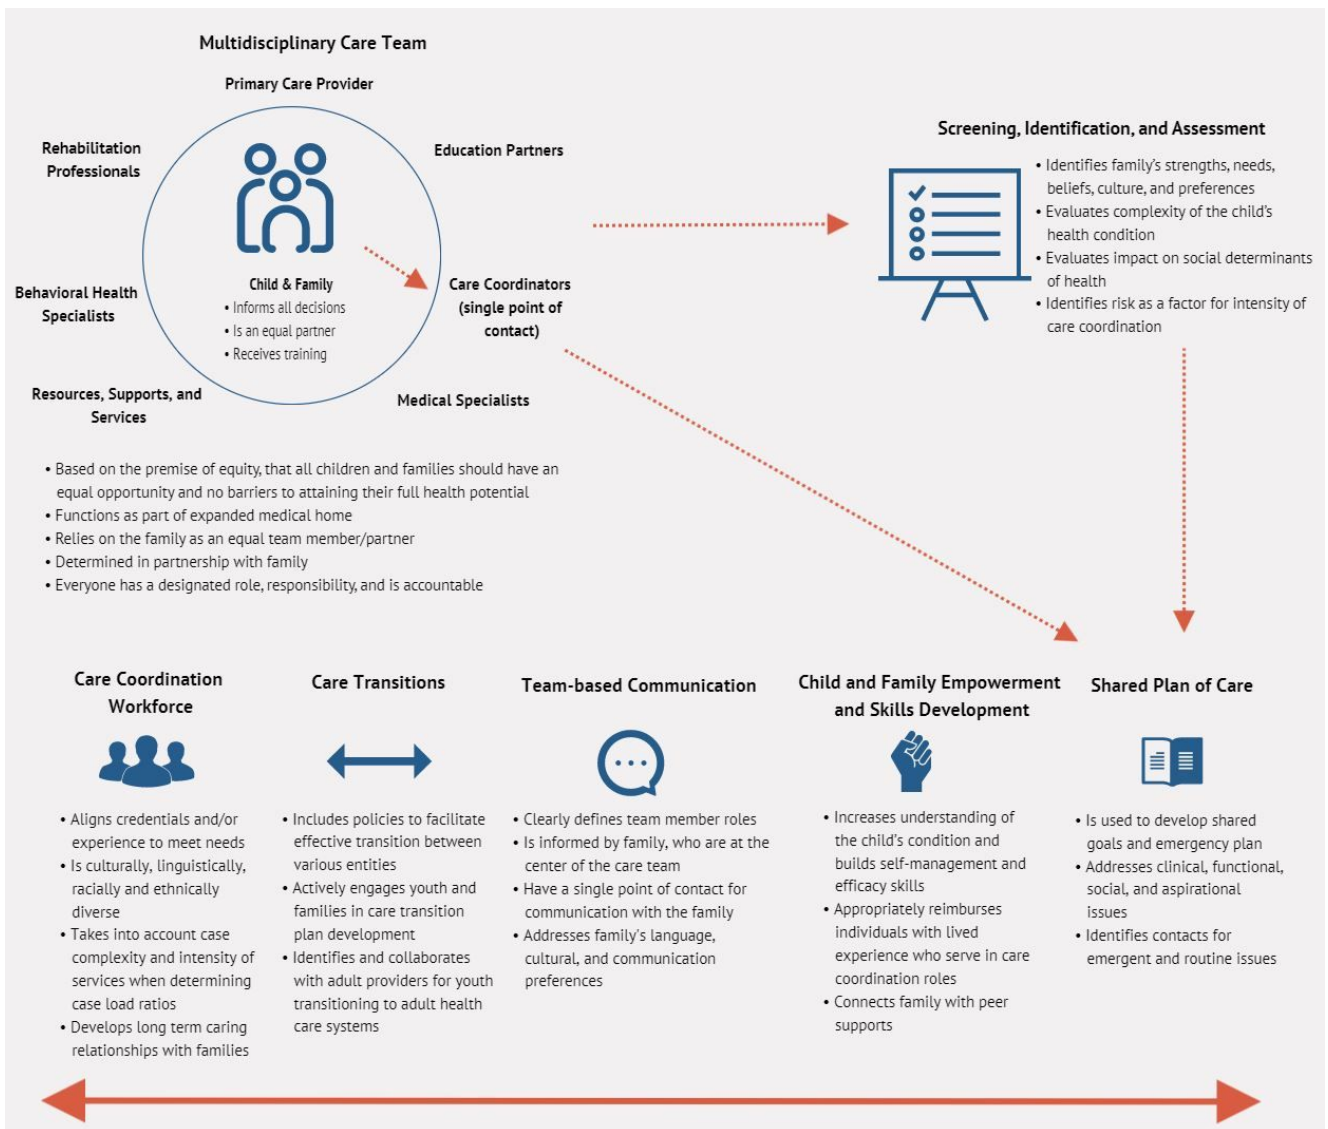 Multidisciplinary Care Team
Primary Care Provider
Rehabilitation
Professionals
Education Partners
Behavioral Health
Specialists
Child & Family
• Informs all decisions
• Is an equal partner
• Receives training
Care Coordinators
(single point of
contact)
Resources, Supports, and
Services
Medical Specialists
• Based on the premise of equity, that all children and families should have an
equal opportunity and no barriers to attaining their full health potential
• Functions as part of expanded medical home
• Relies on the family as an equal team member/partner
• Determined in partnership with family
• Everyone has a designated role, responsibility, and is accountable
Screening, Identification, and Assessment
• Identifies family's strengths, needs,
beliefs, culture, and preferences
• Evaluates complexity of the child's
health condition
• Evaluates impact on social determinants
of health
• Identifies risk as a factor for intensity of
care coordination
Care Coordination
Workforce
• Aligns credentials and/or
experience to meet needs
• Is culturally, linguistically,
racially and ethnically
diverse
• Takes into account case
complexity and intensity of
services when determining
case load ratios
• Develops long term caring
relationships with families
Care Transitions
• Includes policies to facilitate
effective transition between
various entities
• Actively engages youth and
families in care transition
plan development
• Identifies and collaborates
with adult providers for youth
transitioning to adult health
care systems
Team-based Communication
• Clearly defines team member roles
• Is informed by family, who are at the
center of the care team
• Have a single point of contact for
communication with the family
• Addresses family's language,
cultural, and communication
preferences
Child and Family Empowerment
and Skills Development
• Increases understanding of
the child's condition and
builds self-management and
efficacy skills
• Appropriately reimburses
individuals with lived
experience who serve in care
coordination roles
• Connects family with peer
supports
Shared Plan of Care
• Is used to develop shared
goals and emergency plan
• Addresses clinical, functional,
social, and aspirational
issues
• Identifies contacts for
emergent and routine issues